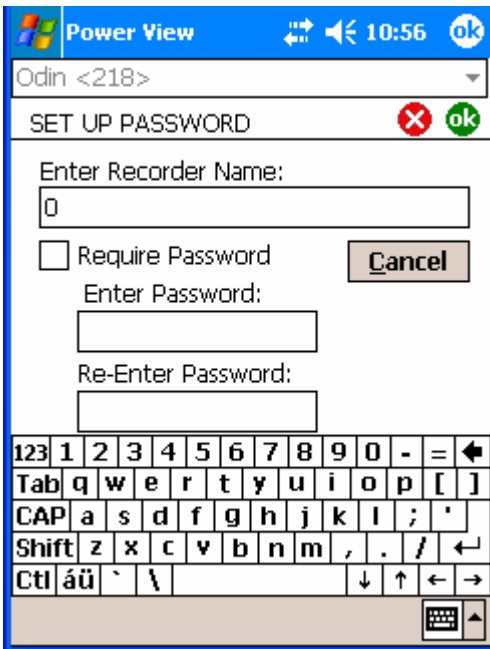 Power View 10:56 ok
Odin <218>
SET UP PASSWORD ok
Enter Recorder Name:
0
Require Password Cancel
Enter Password:
Re-Enter Password:
123 1 2 3 4 5 6 7 8 9 0 - = 🡄
Tab q w e r t y u i o p [ ]
CAP a s d f g h j k l ; '
Shift z x c v b n m , . / ↵
Ctl áü ` \ ↓ ↑ ← →